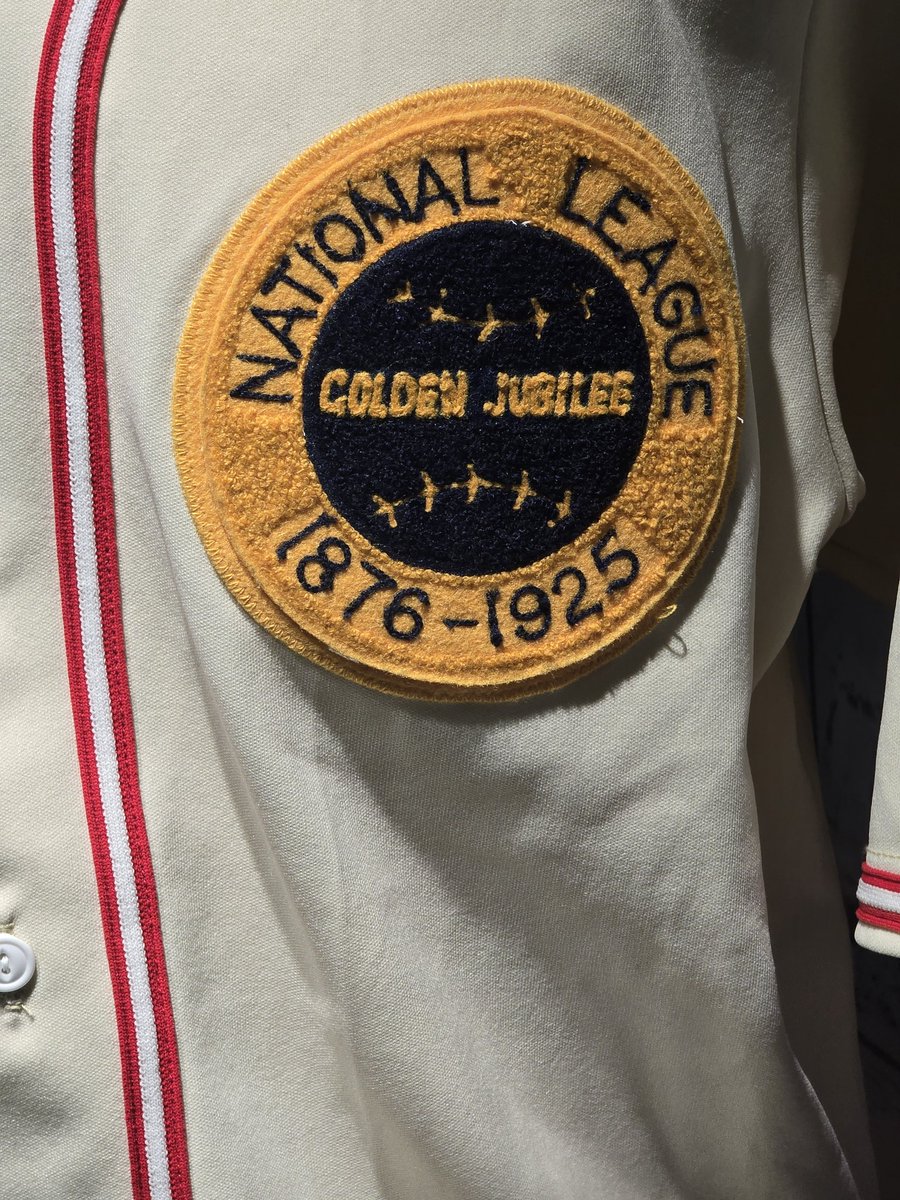 NATIONAL LEAGUE
GOLDEN JUBILEE
1876-1925